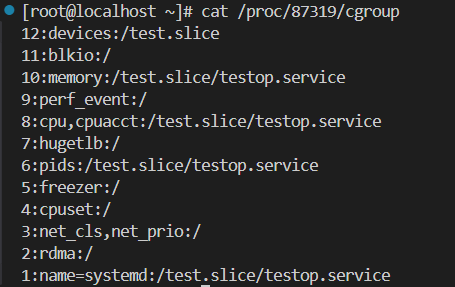 [root@localhost ~]# cat /proc/87319/cgroup
12:devices:/test.slice
11:blkio:/
10:memory:/test.slice/testop.service
9:perf_event:/
8:cpu,cpuacct:/test.slice/testop.service
7:hugetlb:/
6:pids:/test.slice/testop.service
5:freezer:/
4:cpuset:/
3:net_cls,net_prio:/
2:rdma:/
1:name=systemd:/test.slice/testop.service